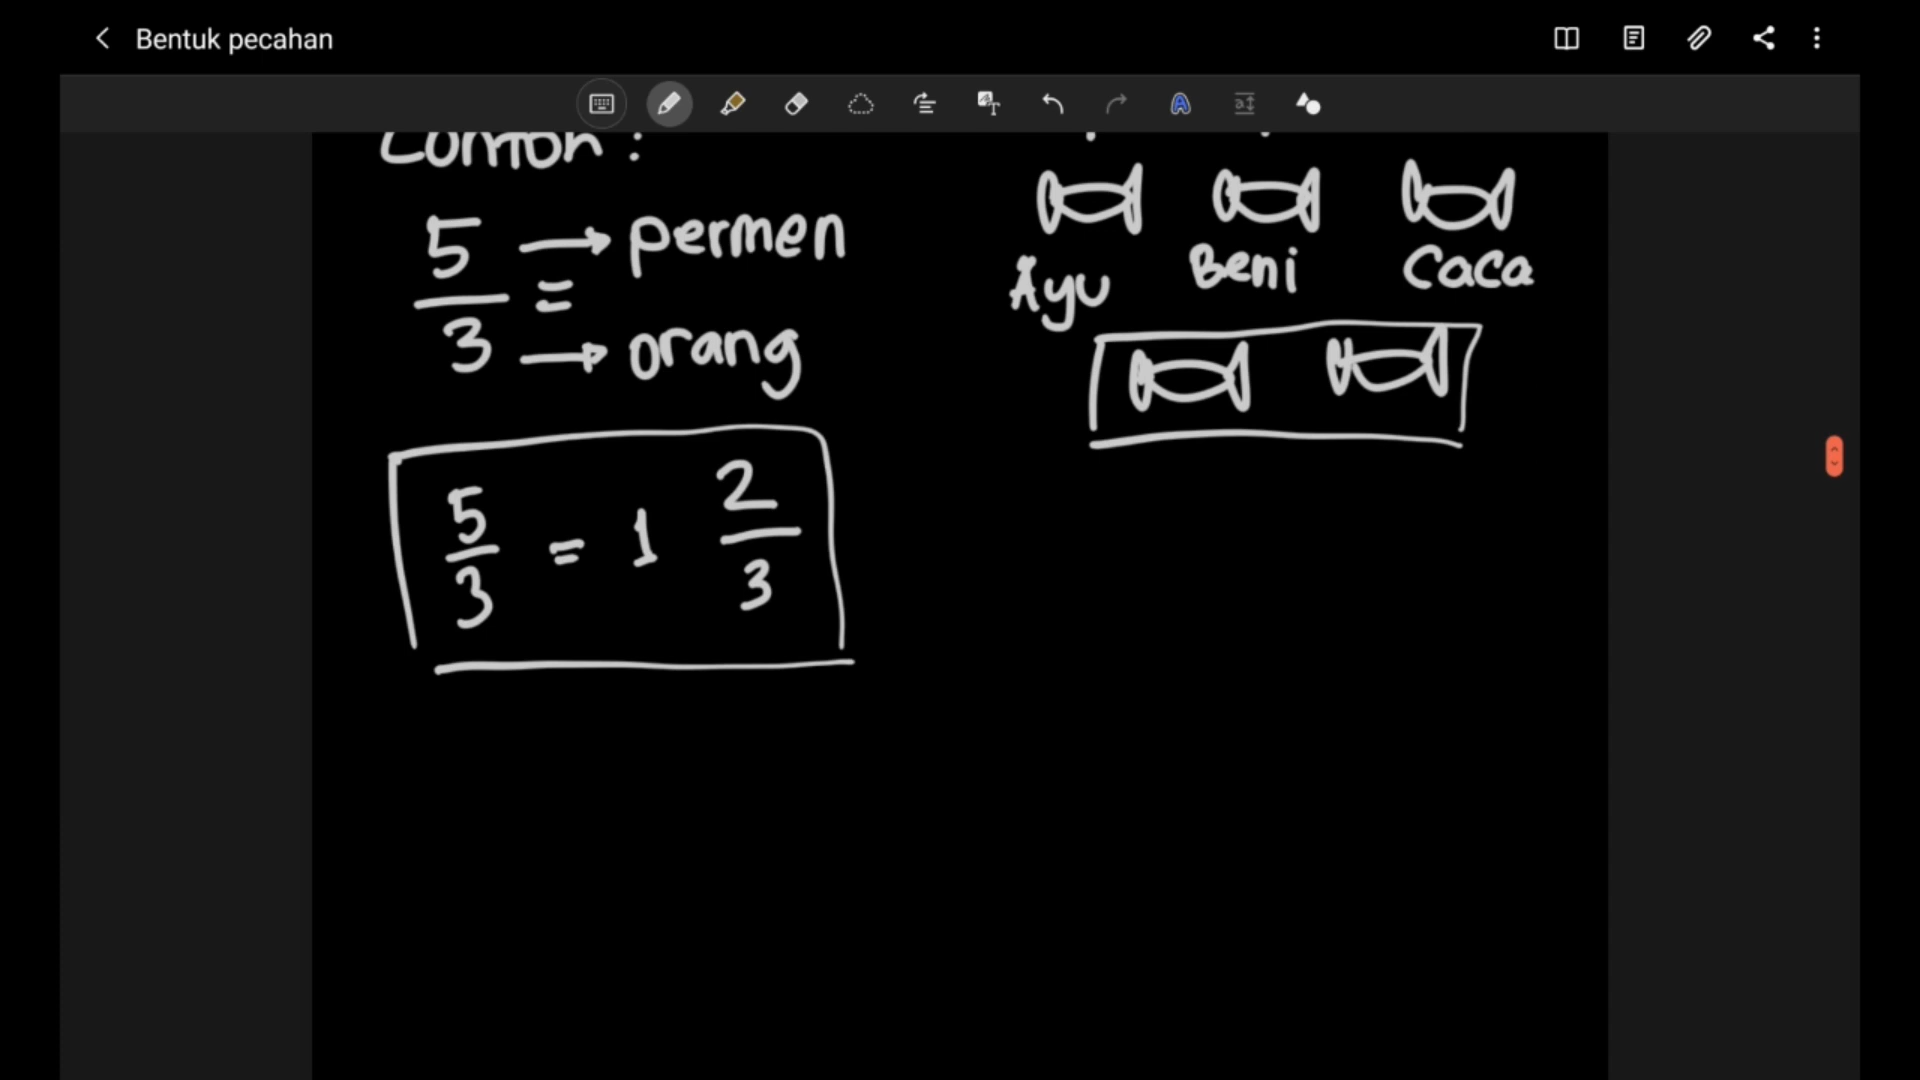 Bentuk pecahan
Contoh :
5 → permen
=
3 → orang
Ayu Beni Caca
5/3 = 1 2/3